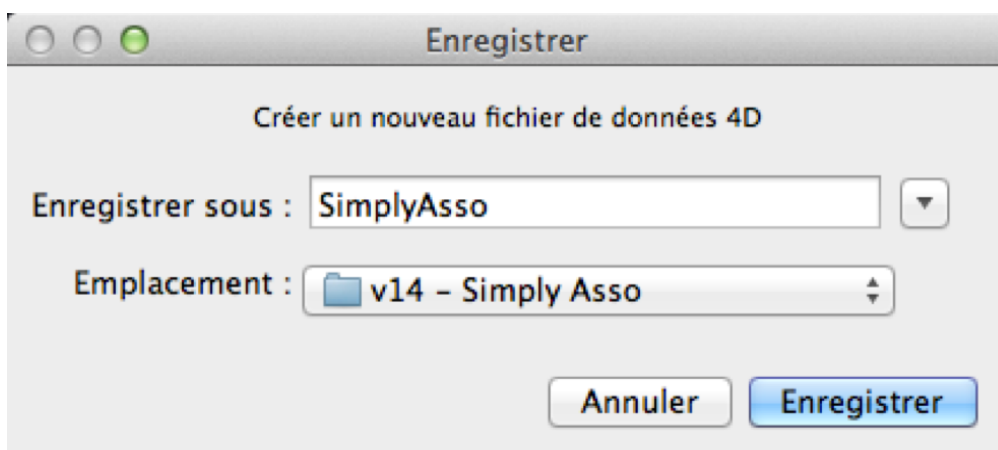 Enregistrer
Créer un nouveau fichier de données 4D
Enregistrer sous : SimplyAsso
Emplacement : v14 – Simply Asso
Annuler Enregistrer